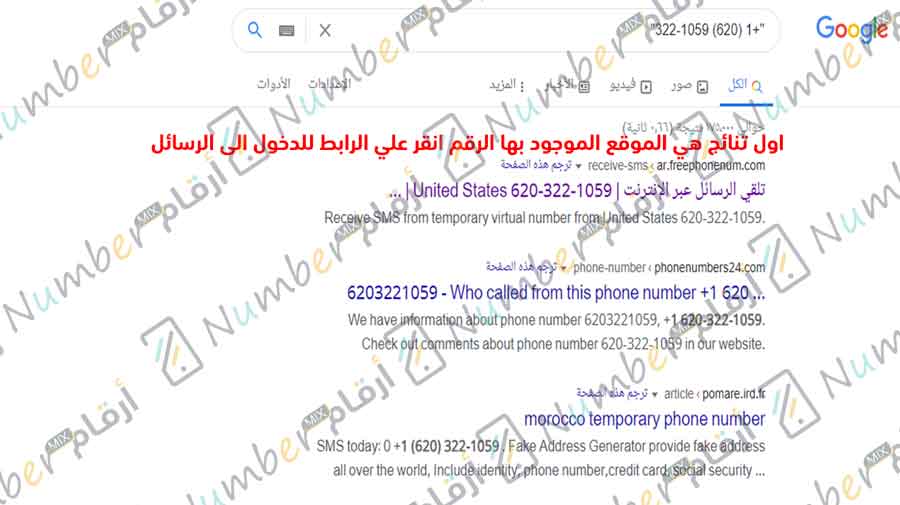 Google
"+1 (620) 322-1059"
الكل
صور
فيديو
الأخبار
المزيد
الإعدادات
الأدوات
حوالي ١٧٥,٠٠٠ نتيجة (٠,٦٦ ثانية)
اول تنائج هي الموقع الموجود بها الرقم انقر علي الرابط للدخول الى الرسائل
ar.freephonenum.com › receive-sms ▾ ترجم هذه الصفحة
تلقي الرسائل عبر الإنترنت | United States 620-322-1059 | ...
Receive SMS from temporary virtual number from United States 620-322-1059.
phonenumbers24.com › phone-number ▾ ترجم هذه الصفحة
6203221059 - Who called from this phone number +1 620 ...
We have information about phone number 6203221059, +1 620-322-1059.
Check out comments about phone number 620-322-1059 in our website.
pomare.ird.fr › article ▾ ترجم هذه الصفحة
morocco temporary phone number
SMS today: 0 +1 (620) 322-1059 . Fake Address Generator provide fake address
all over the world, Include identity, phone number,credit card, social security ...
Number MIX أرقام